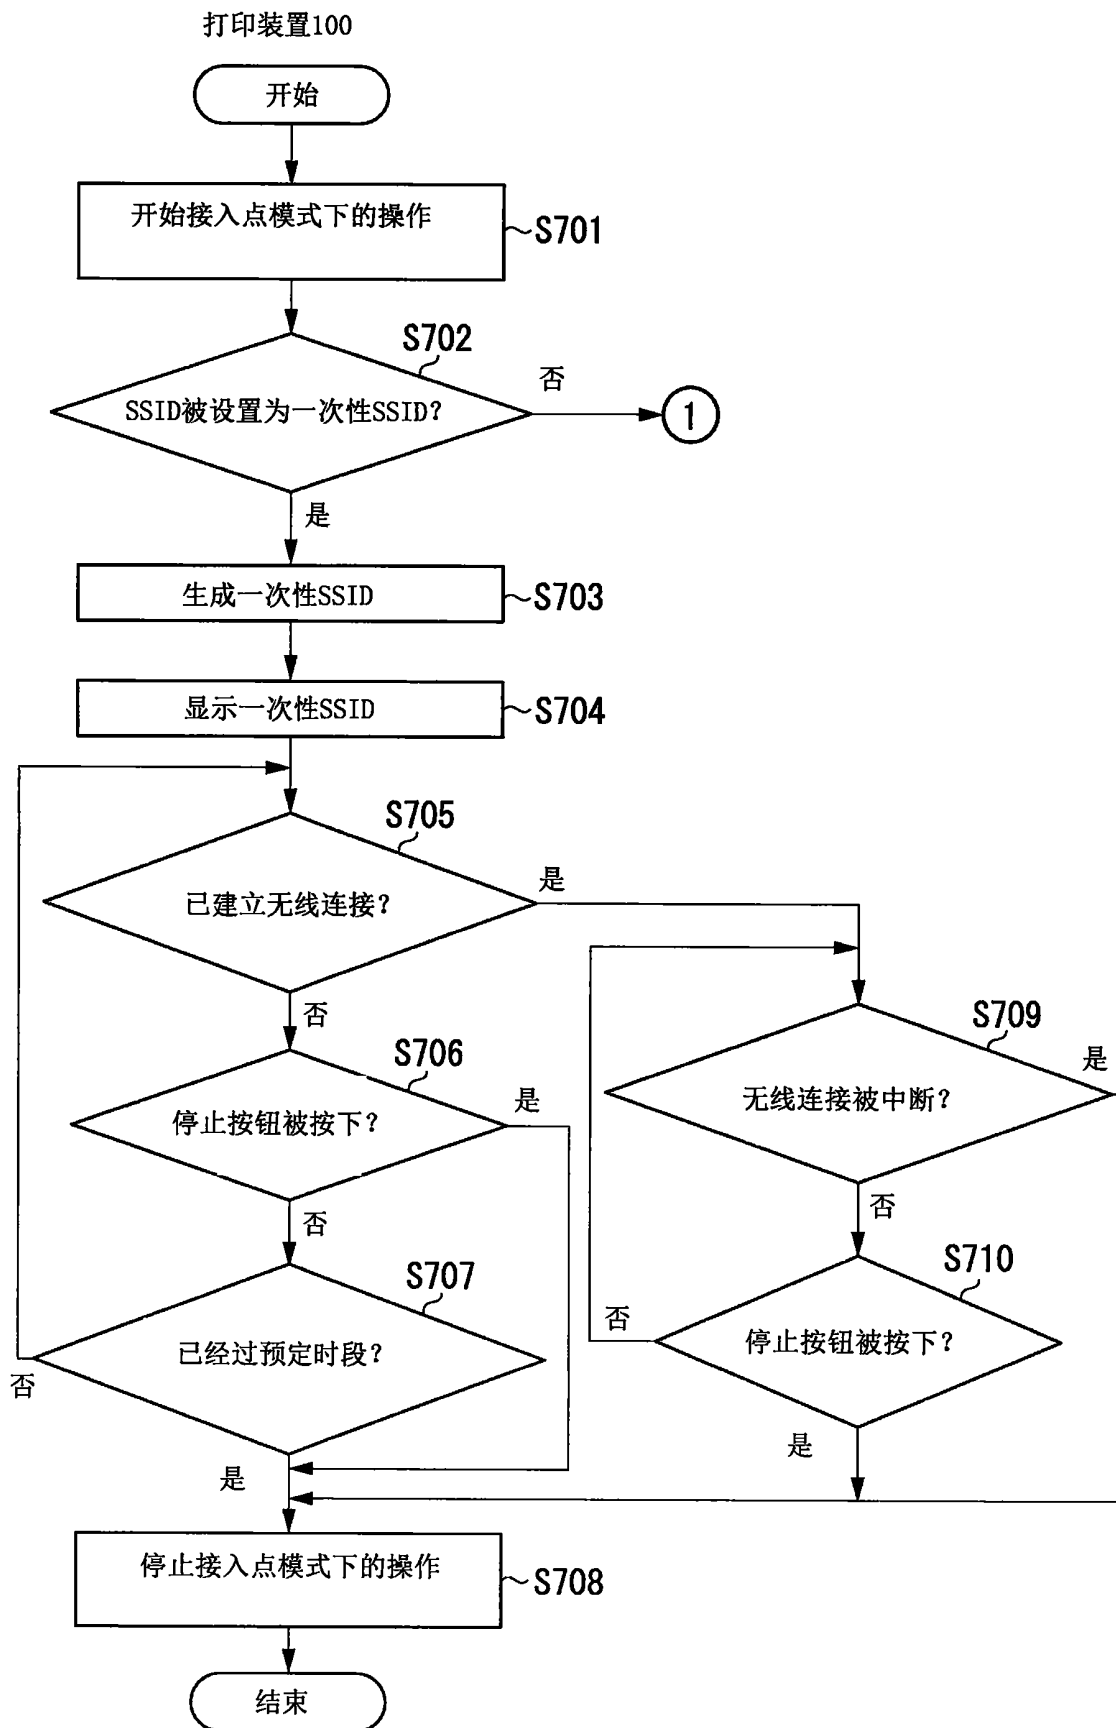 打印装置100
开始
开始接入点模式下的操作
S701
S702
SSID被设置为一次性SSID?
否
1
是
生成一次性SSID
S703
显示一次性SSID
S704
S705
已建立无线连接?
是
否
S706
停止按钮被按下?
是
否
S707
已经过预定时段?
否
是
S709
无线连接被中断?
是
否
S710
停止按钮被按下?
否
是
停止接入点模式下的操作
S708
结束